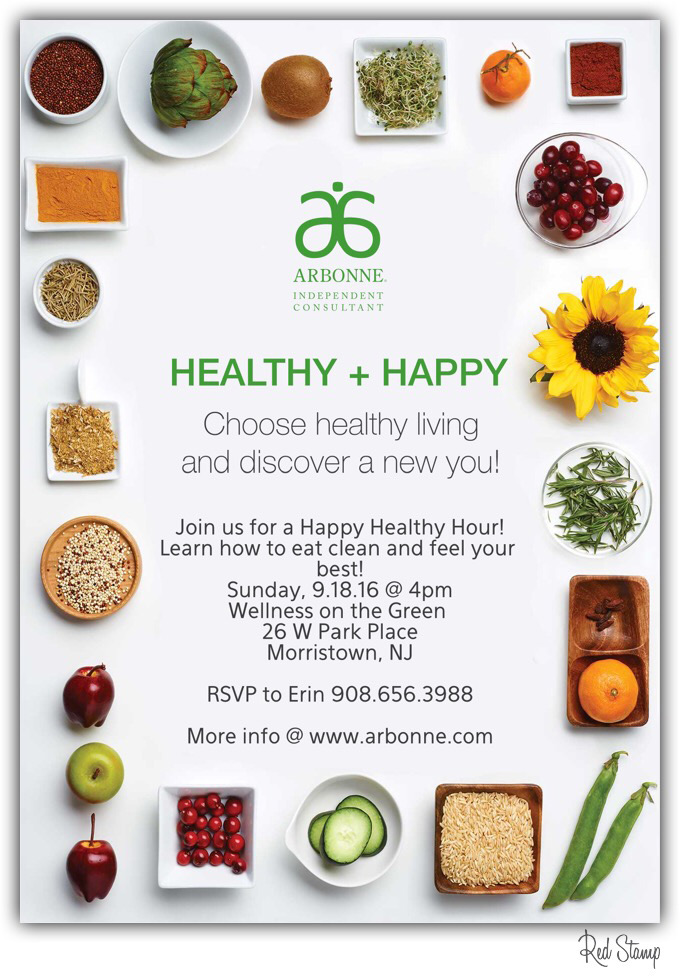 ARBONNE®
INDEPENDENT
CONSULTANT
HEALTHY + HAPPY
Choose healthy living
and discover a new you!
Join us for a Happy Healthy Hour!
Learn how to eat clean and feel your
best!
Sunday, 9.18.16 @ 4pm
Wellness on the Green
26 W Park Place
Morristown, NJ
RSVP to Erin 908.656.3988
More info @ www.arbonne.com
Red Stamp